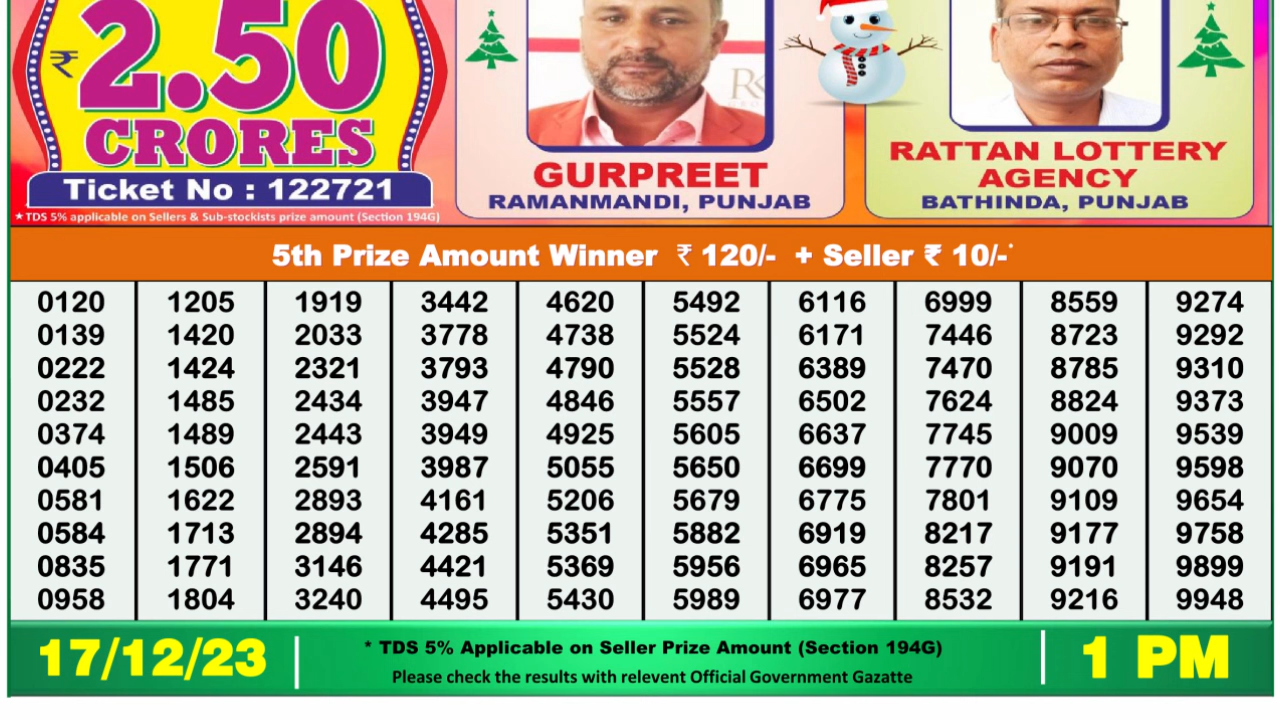 ₹ 2.50
CRORES
Ticket No : 122721
★ TDS 5% applicable on Sellers & Sub-stockists prize amount (Section 194G)
GURPREET
RAMANMANDI, PUNJAB
RATTAN LOTTERY
AGENCY
BATHINDA, PUNJAB
5th Prize Amount Winner ₹ 120/- + Seller ₹ 10/-*
0120 1205 1919 3442 4620 5492 6116 6999 8559 9274
0139 1420 2033 3778 4738 5524 6171 7446 8723 9292
0222 1424 2321 3793 4790 5528 6389 7470 8785 9310
0232 1485 2434 3947 4846 5557 6502 7624 8824 9373
0374 1489 2443 3949 4925 5605 6637 7745 9009 9539
0405 1506 2591 3987 5055 5650 6699 7770 9070 9598
0581 1622 2893 4161 5206 5679 6775 7801 9109 9654
0584 1713 2894 4285 5351 5882 6919 8217 9177 9758
0835 1771 3146 4421 5369 5956 6965 8257 9191 9899
0958 1804 3240 4495 5430 5989 6977 8532 9216 9948
17/12/23
* TDS 5% Applicable on Seller Prize Amount (Section 194G)
Please check the results with relevent Official Government Gazatte
1 PM